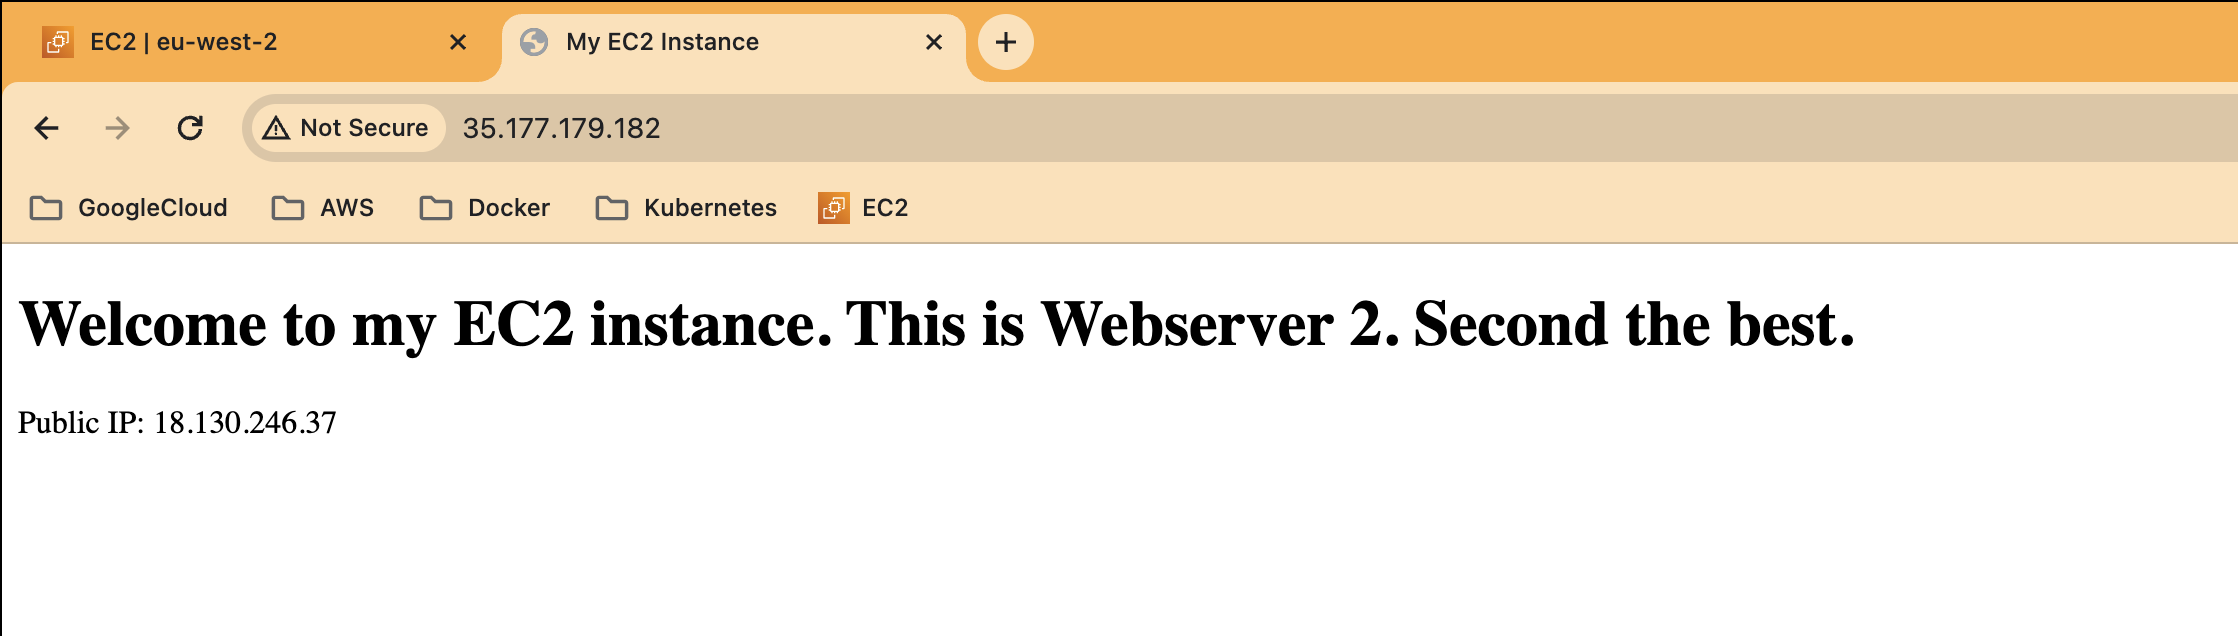 EC2 | eu-west-2
My EC2 Instance
Not Secure 35.177.179.182
GoogleCloud AWS Docker Kubernetes EC2
Welcome to my EC2 instance. This is Webserver 2. Second the best.
Public IP: 18.130.246.37